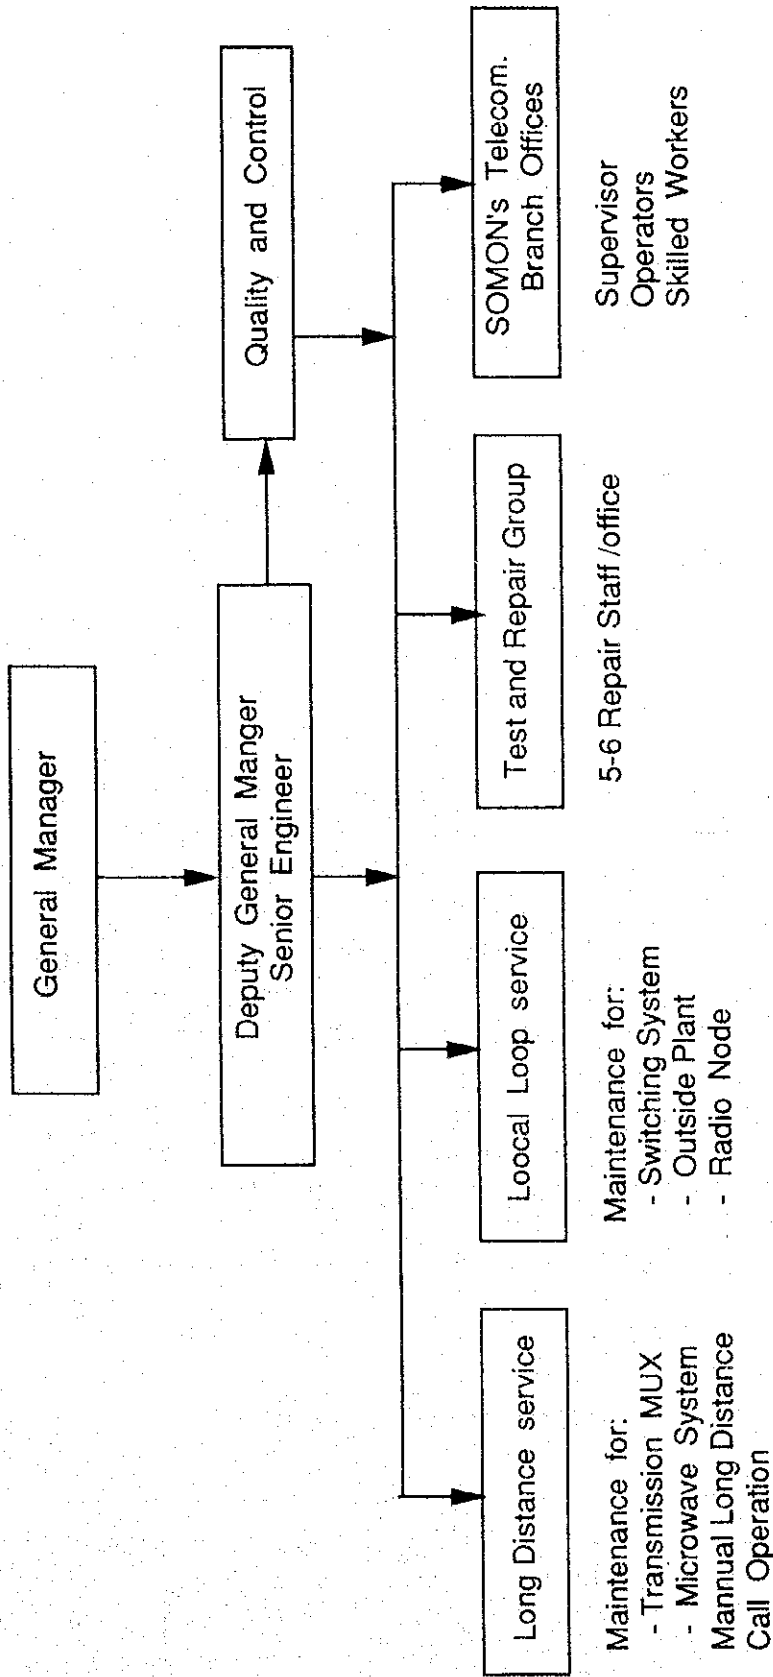 General Manager
Deputy General Manger
Senior Engineer
Quality and Control
Long Distance service
Maintenance for:
- Transmission MUX
- Microwave System
Mannual Long Distance
Call Operation
Loocal Loop service
Maintenance for:
- Switching System
- Outside Plant
- Radio Node
Test and Repair Group
5-6 Repair Staff /office
SOMON's Telecom.
Branch Offices
Supervisor
Operators
Skilled Workers